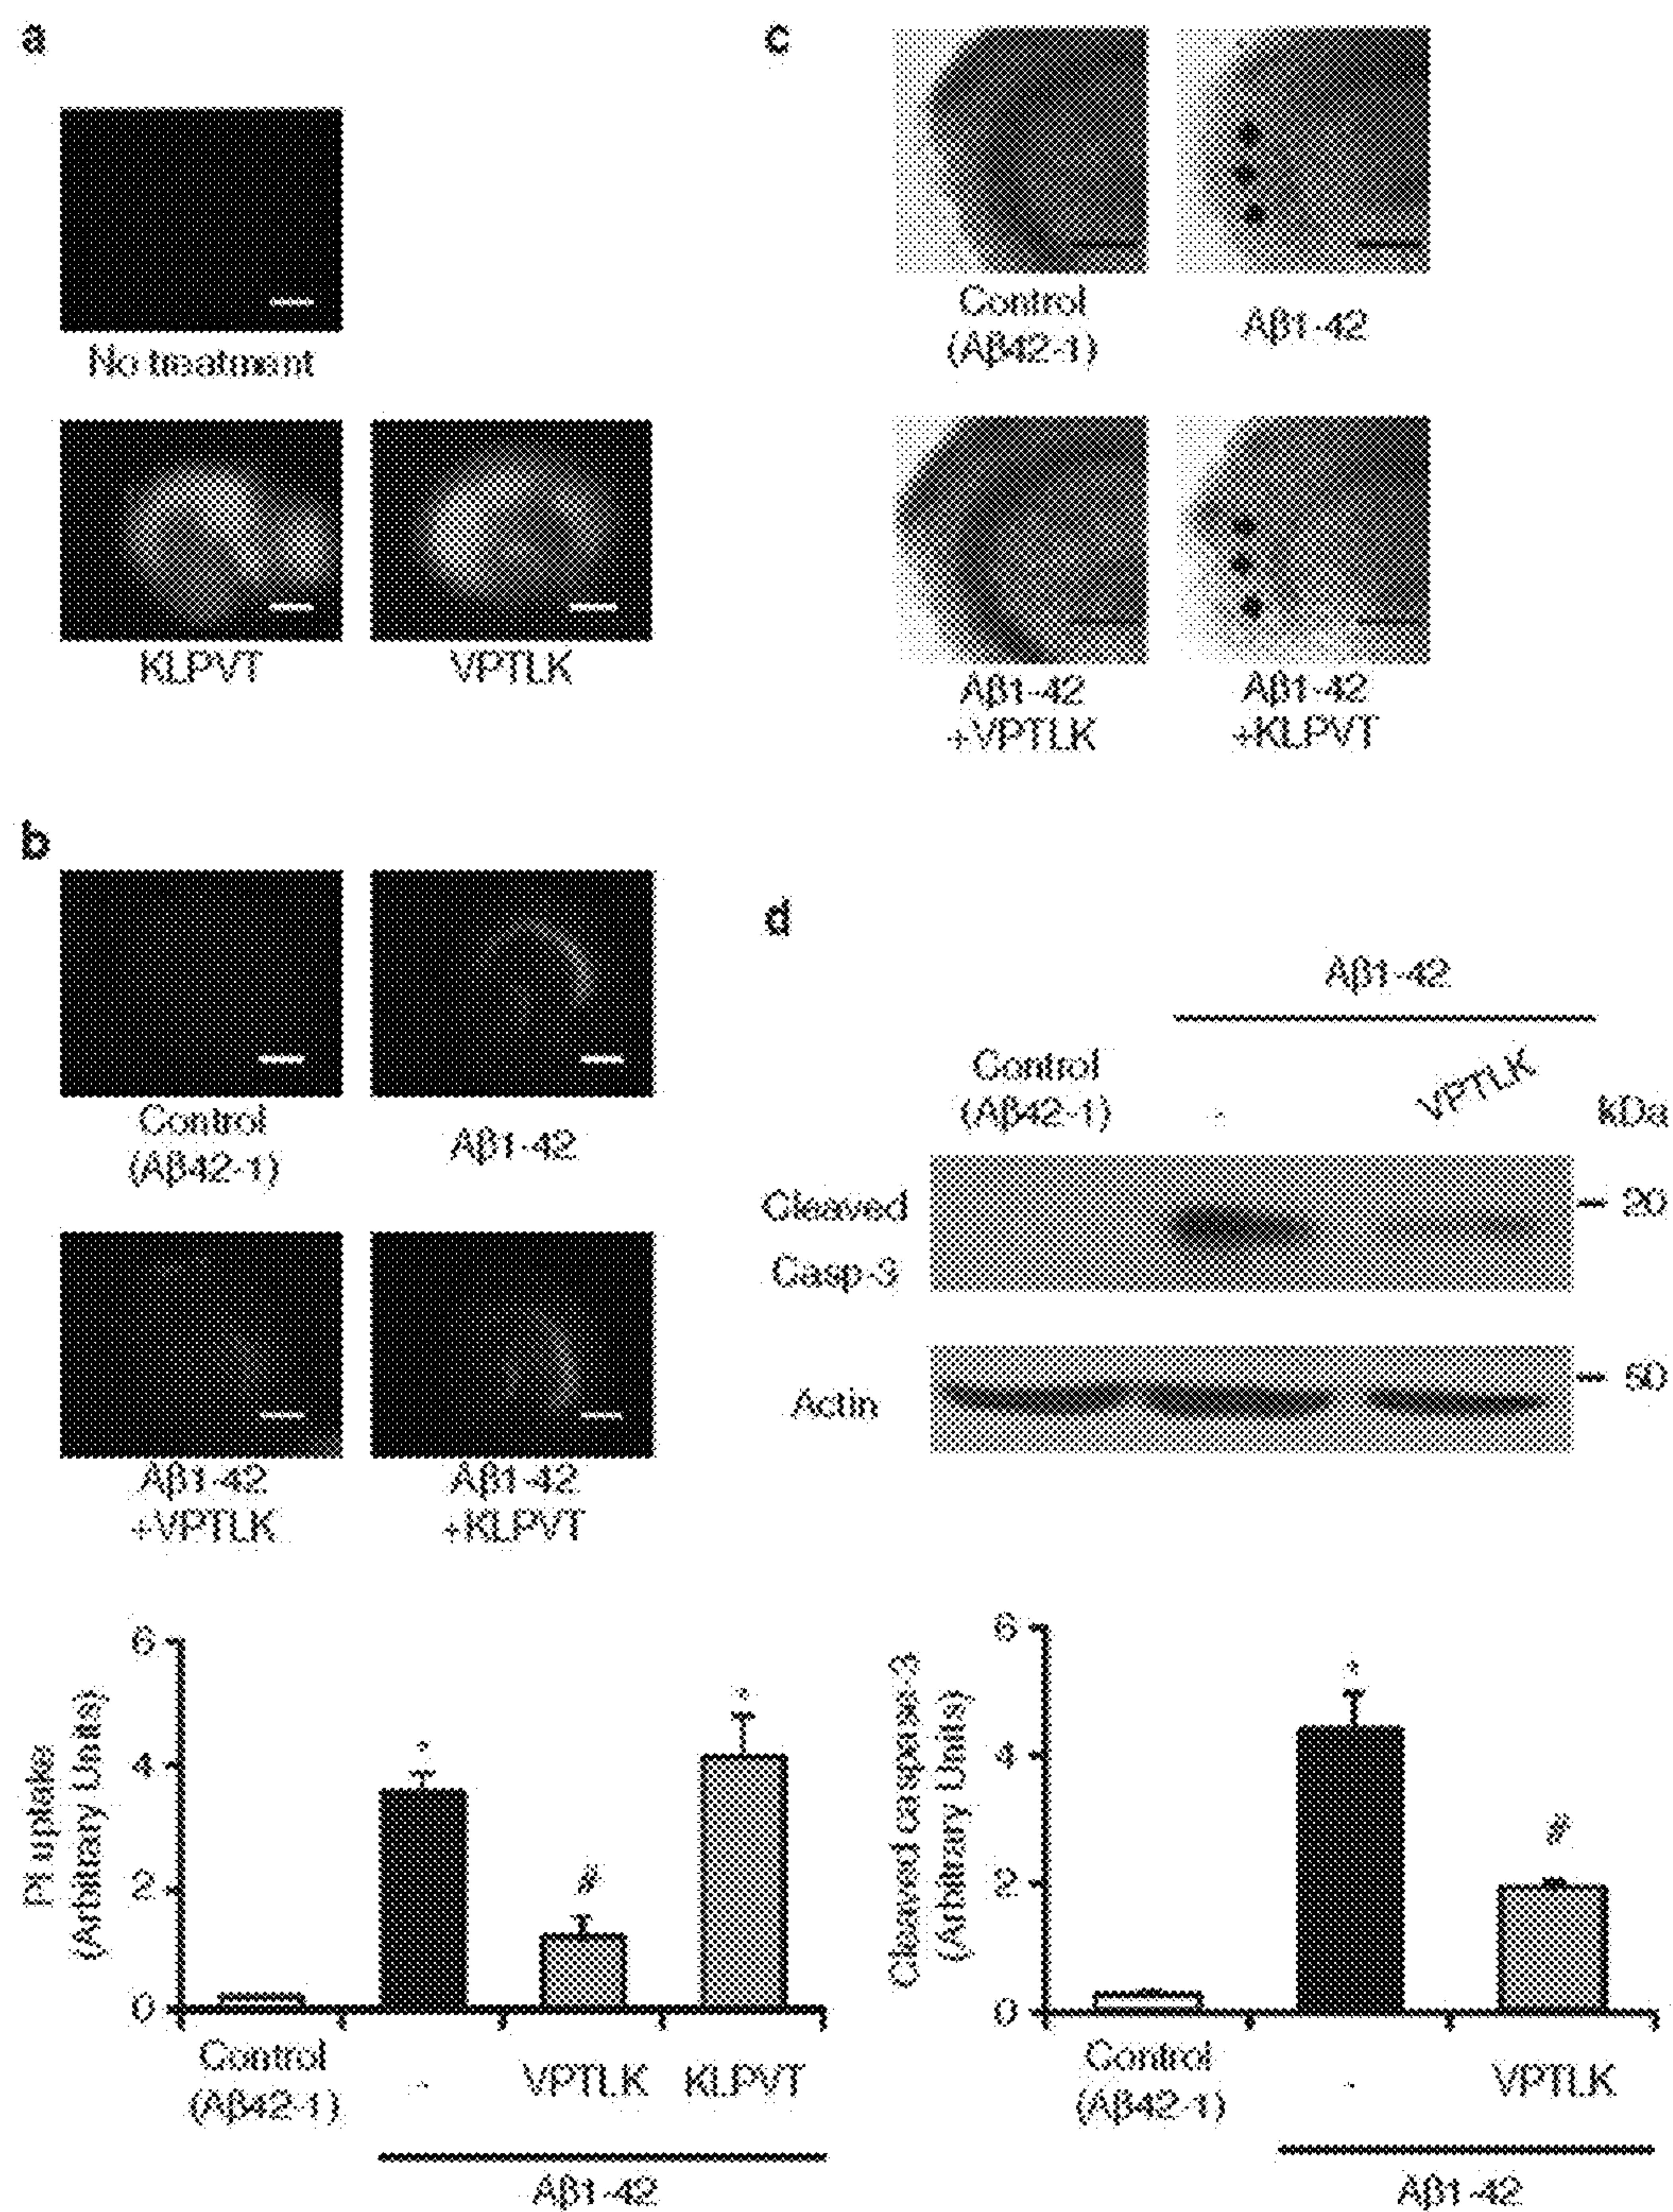 a
No treatment
KLPVT
VPTLK
b
Control
(Aβ42-1)
Aβ1-42
Aβ1-42
+VPTLK
Aβ1-42
+KLPVT
PI uptake
(Arbitrary Units)
6
4
2
0
*
#
*
Control
(Aβ42-1)
-
VPTLK
KLPVT
Aβ1-42
c
Control
(Aβ42-1)
Aβ1-42
Aβ1-42
+VPTLK
Aβ1-42
+KLPVT
d
Aβ1-42
Control
(Aβ42-1)
-
VPTLK
kDa
Cleaved
Casp-3
20
Actin
50
Cleaved caspase-3
(Arbitrary Units)
6
4
2
0
*
#
Control
(Aβ42-1)
-
VPTLK
Aβ1-42